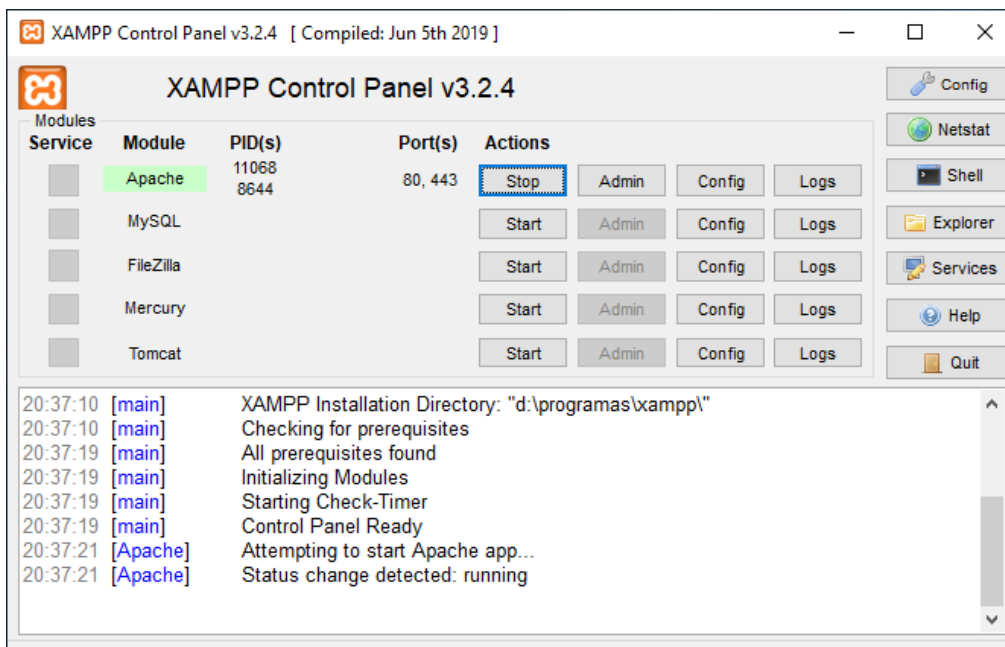 XAMPP Control Panel v3.2.4 [ Compiled: Jun 5th 2019 ]
XAMPP Control Panel v3.2.4
Modules
Service Module PID(s) Port(s) Actions
Apache 11068 8644 80, 443 Stop Admin Config Logs
MySQL Start Admin Config Logs
FileZilla Start Admin Config Logs
Mercury Start Admin Config Logs
Tomcat Start Admin Config Logs
Config
Netstat
Shell
Explorer
Services
Help
Quit
20:37:10 [main] XAMPP Installation Directory: "d:\programas\xampp\"
20:37:10 [main] Checking for prerequisites
20:37:19 [main] All prerequisites found
20:37:19 [main] Initializing Modules
20:37:19 [main] Starting Check-Timer
20:37:19 [main] Control Panel Ready
20:37:21 [Apache] Attempting to start Apache app...
20:37:21 [Apache] Status change detected: running